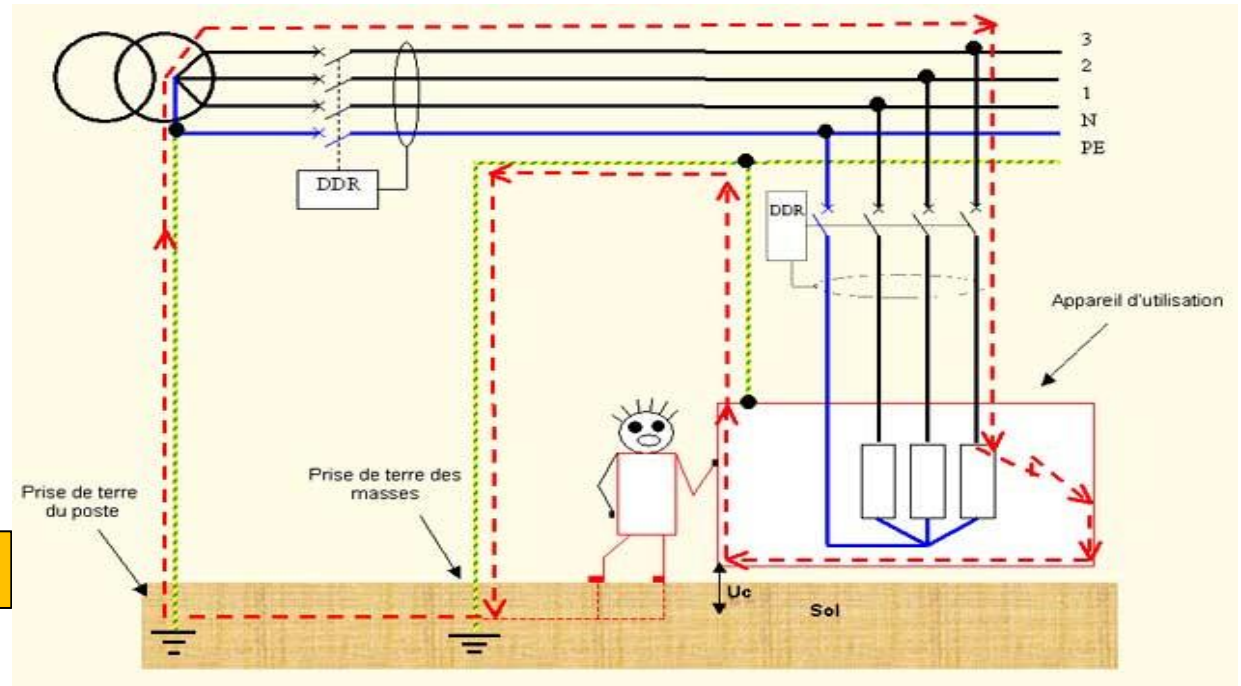 3
2
1
N
PE
DDR
DDR
Appareil d'utilisation
Prise de terre des
masses
Prise de terre
du poste
Uc
Sol